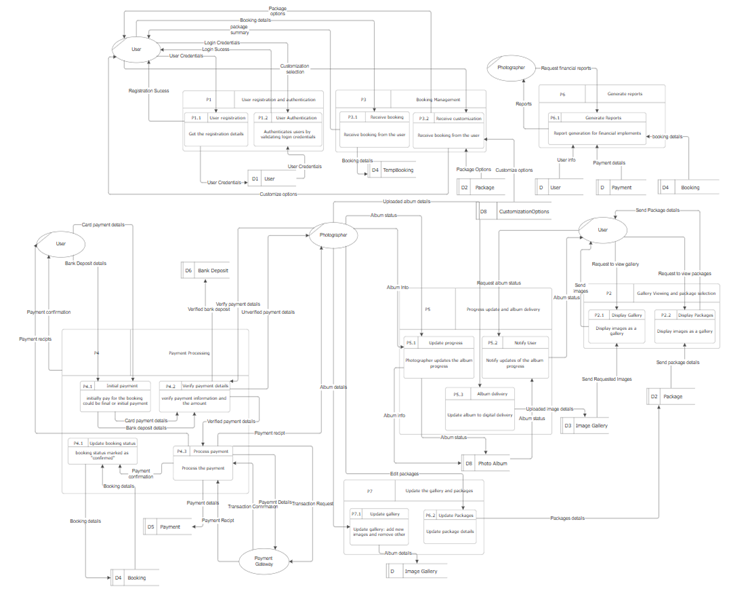 Package
options
Booking details
package
summary
User
Login Credentials
Login Sucess
User Credentials
Customization
selection
Registration Sucess
P1
User registration and authentication
P1.1
User registration
Get the registration details
P1.2
User Authentication
Authenticates users by
validating login credentials
User Credentials
User Credentials
D1
User
Customize options
P3
Booking Management
P3.1
Receive booking
Receive booking from the user
P3.2
Receive customisation
Receive booking from the user
Booking details
D4
TempBooking
Package Options
Customize options
D2
Package
D8
CustomizationOptions
Photographer
Request financial reports
Reports
P6
Generate reports
P6.1
Generate Reports
Report generation for financial implements
User info
Payment details
booking details
D
User
D
Payment
D4
Booking
Uploaded album details
Album status
Photographer
User
Card payment details
Bank Deposit details
Payment confirmation
Payment recipts
D6
Bank Deposit
Verify payment details
Verified bank deposit
Unverified payment details
P4
Payment Processing
P4.1
Initial payment
initially pay for the booking
could be final or initial payment
P4.2
Verify payment details
verify payment information and
the amount
Card payment details
Bank deposit details
Verified payment details
Payment recipt
P4.1
Update booking status
booking status marked as
"confirmed"
P4.3
Process payment
Process the payment
Payment
confirmation
Booking details
Booking details
Payment details
Payment Recipt
Transaction Confirmation
Payemnt Details
Transaction Request
D5
Payment
D4
Booking
Payment
Gateway
Album info
Album details
Request album status
P5
Progress update and album delivery
P5.1
Update progress
Photographer updates the album
progress
P5.2
Notify User
Notify updates of the album
progress
P5.3
Album delivery
Update album to digital delivery
Uploaded image details
Album status
Album info
Album status
D8
Photo Album
D3
Image Gallery
User
Send Package details
Request to view gallery
Request to view packages
Send
images
Album status
P2
Gallery Viewing and package selection
P2.1
Display Gallery
Display images as a
gallery
P2.2
Display Packages
Display images as a gallery
Send Requested images
Send package details
D2
Package
Edit packages
P7
Update the gallery and packages
P7.1
Update gallery
Update gallery: add new
images and remove other
P6.2
Update Packages
Update package details
Packages details
Album details
D
Image Gallery